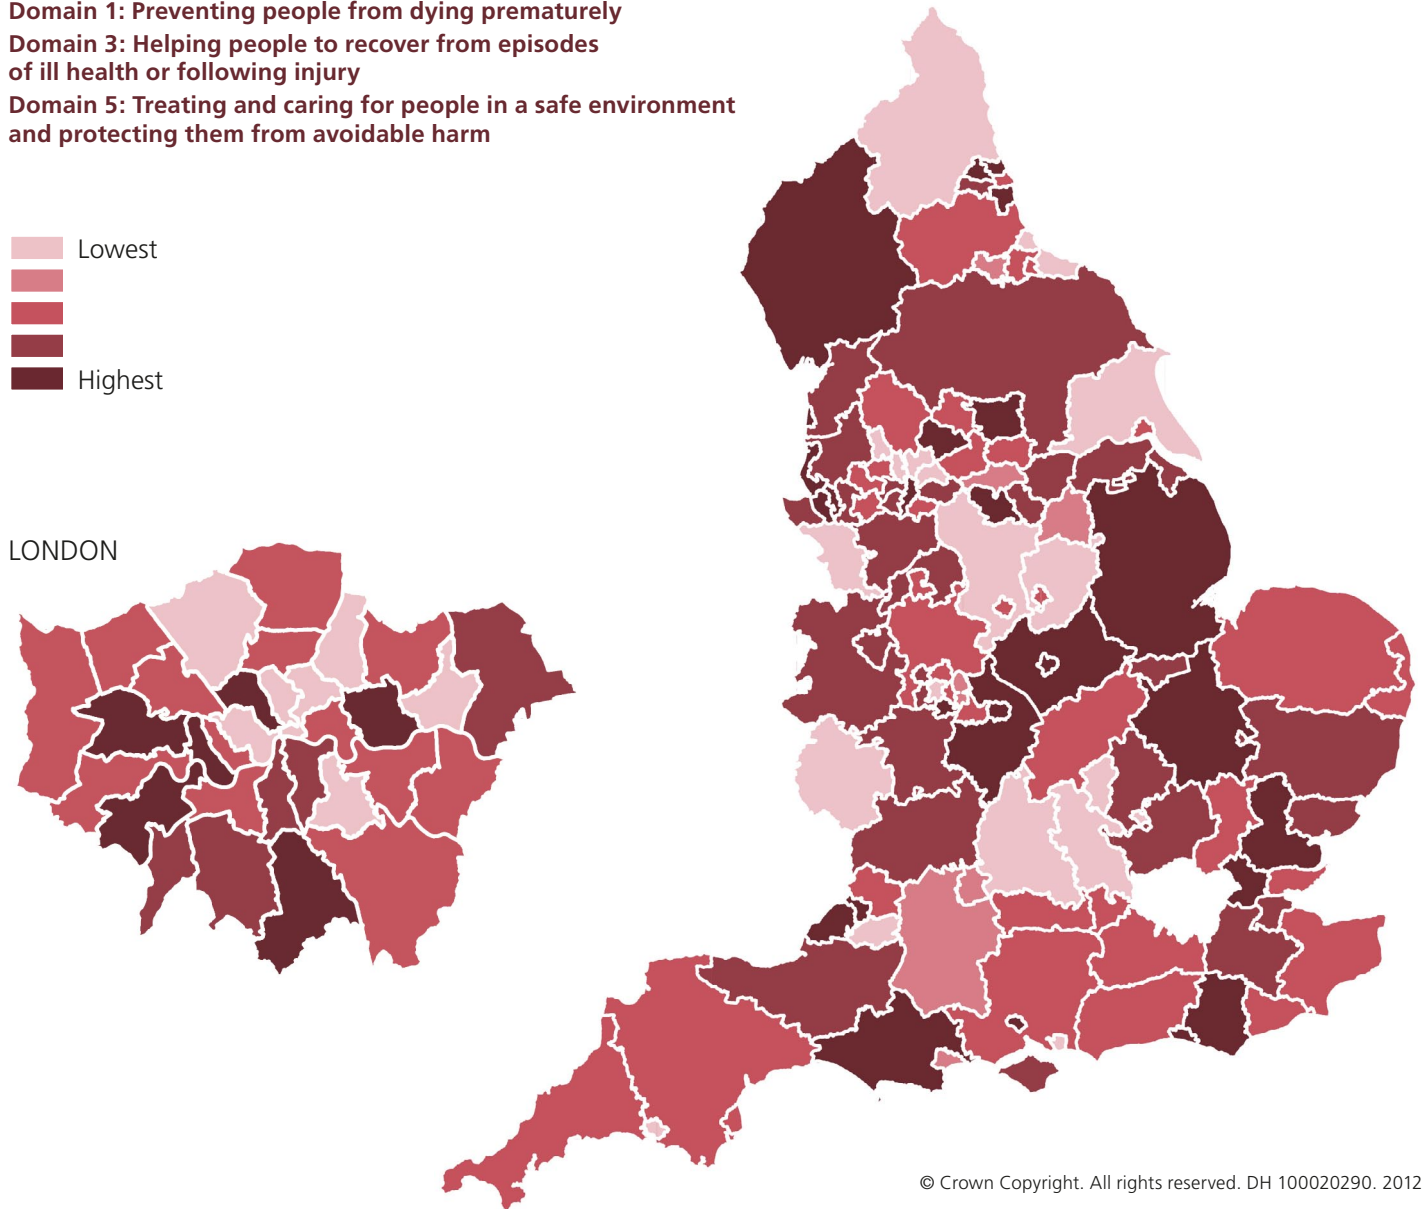 Domain 1: Preventing people from dying prematurely
Domain 3: Helping people to recover from episodes
of ill health or following injury
Domain 5: Treating and caring for people in a safe environment
and protecting them from avoidable harm
Lowest
Highest
LONDON
© Crown Copyright. All rights reserved. DH 100020290. 2012